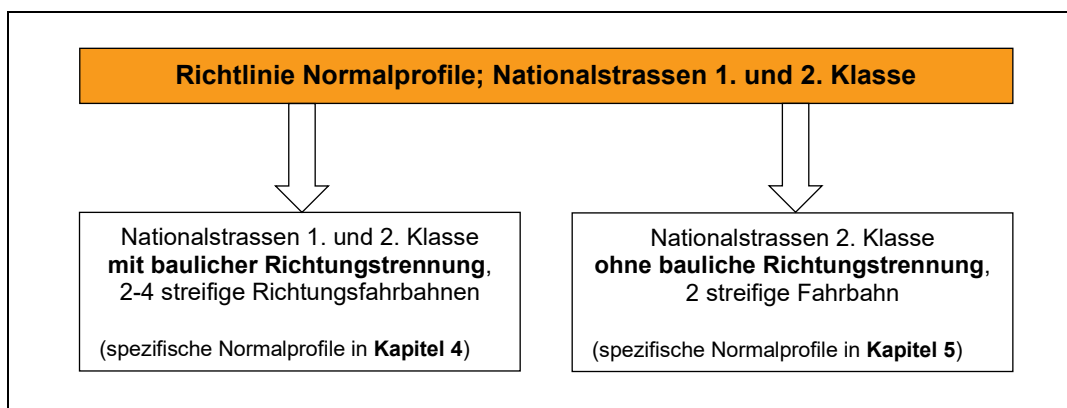 Richtlinie Normalprofile; Nationalstrassen 1. und 2. Klasse
Nationalstrassen 1. und 2. Klasse
mit baulicher Richtungstrennung,
2-4 streifige Richtungsfahrbahnen
(spezifische Normalprofile in Kapitel 4)
Nationalstrassen 2. Klasse
ohne bauliche Richtungstrennung,
2 streifige Fahrbahn
(spezifische Normalprofile in Kapitel 5)